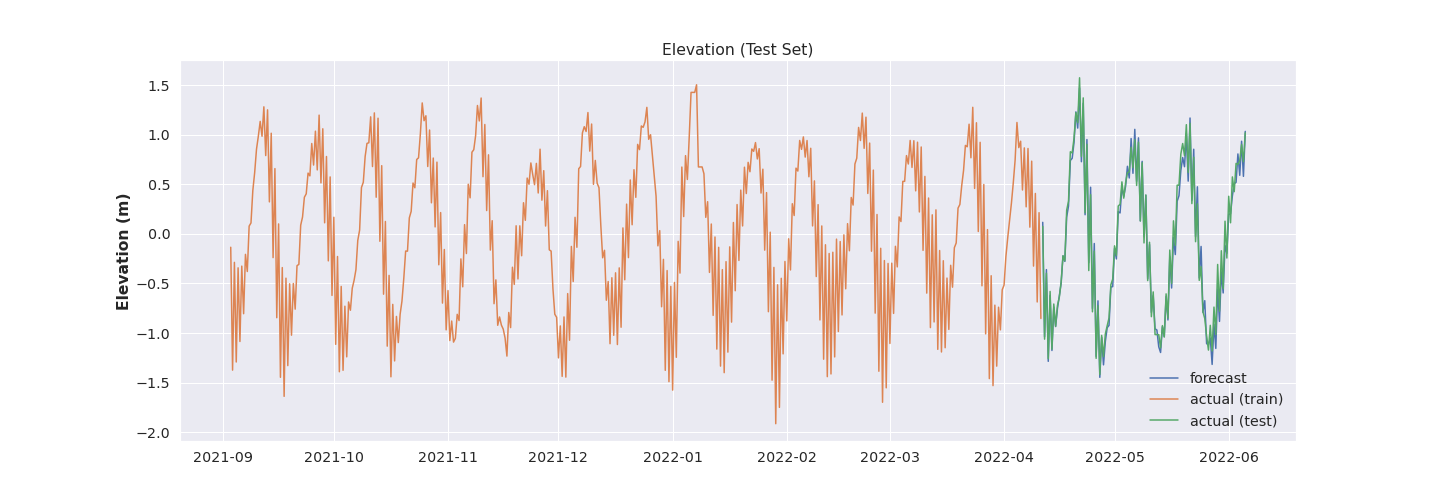 Elevation (Test Set)
Elevation (m)
1.5
1.0
0.5
0.0
−0.5
−1.0
−1.5
−2.0
forecast
actual (train)
actual (test)
2021-09 2021-10 2021-11 2021-12 2022-01 2022-02 2022-03 2022-04 2022-05 2022-06